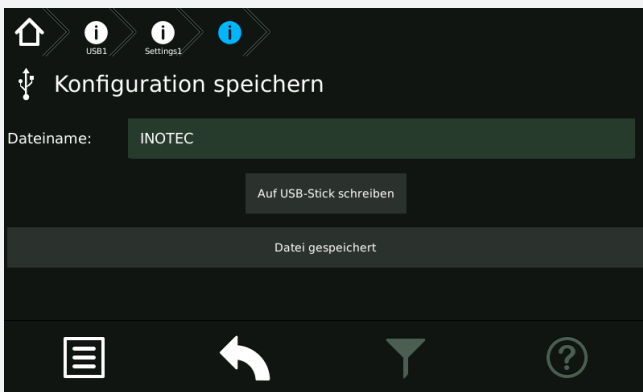 USB1
Settings1
Konfiguration speichern
Dateiname:
INOTEC
Auf USB-Stick schreiben
Datei gespeichert